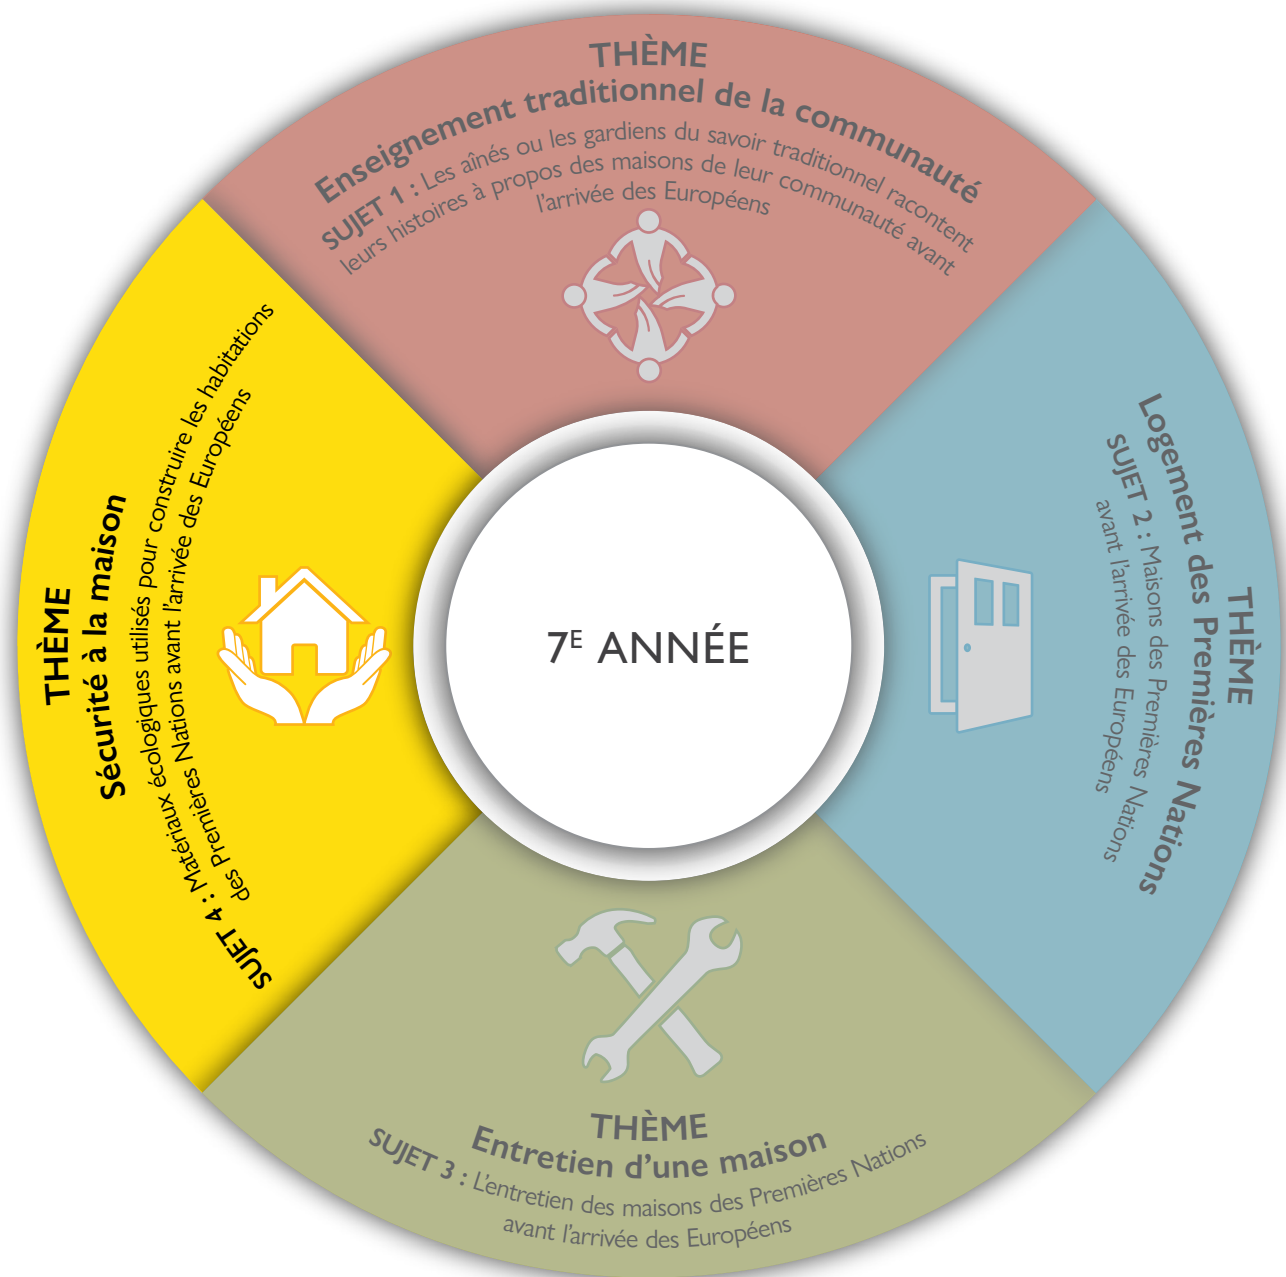 THÈME
Enseignement traditionnel de la communauté
SUJET 1 : Les aînés ou les gardiens du savoir traditionnel racontent
leurs histoires à propos des maisons de leur communauté avant
l'arrivée des Européens
THÈME
Logement des Premières Nations
SUJET 2 : Maisons des Premières Nations
avant l'arrivée des Européens
7E ANNÉE
THÈME
Entretien d'une maison
SUJET 3 : L'entretien des maisons des Premières Nations
avant l'arrivée des Européens
THÈME
Sécurité à la maison
SUJET 4 : Matériaux écologiques utilisés pour construire les habitations
des Premières Nations avant l'arrivée des Européens